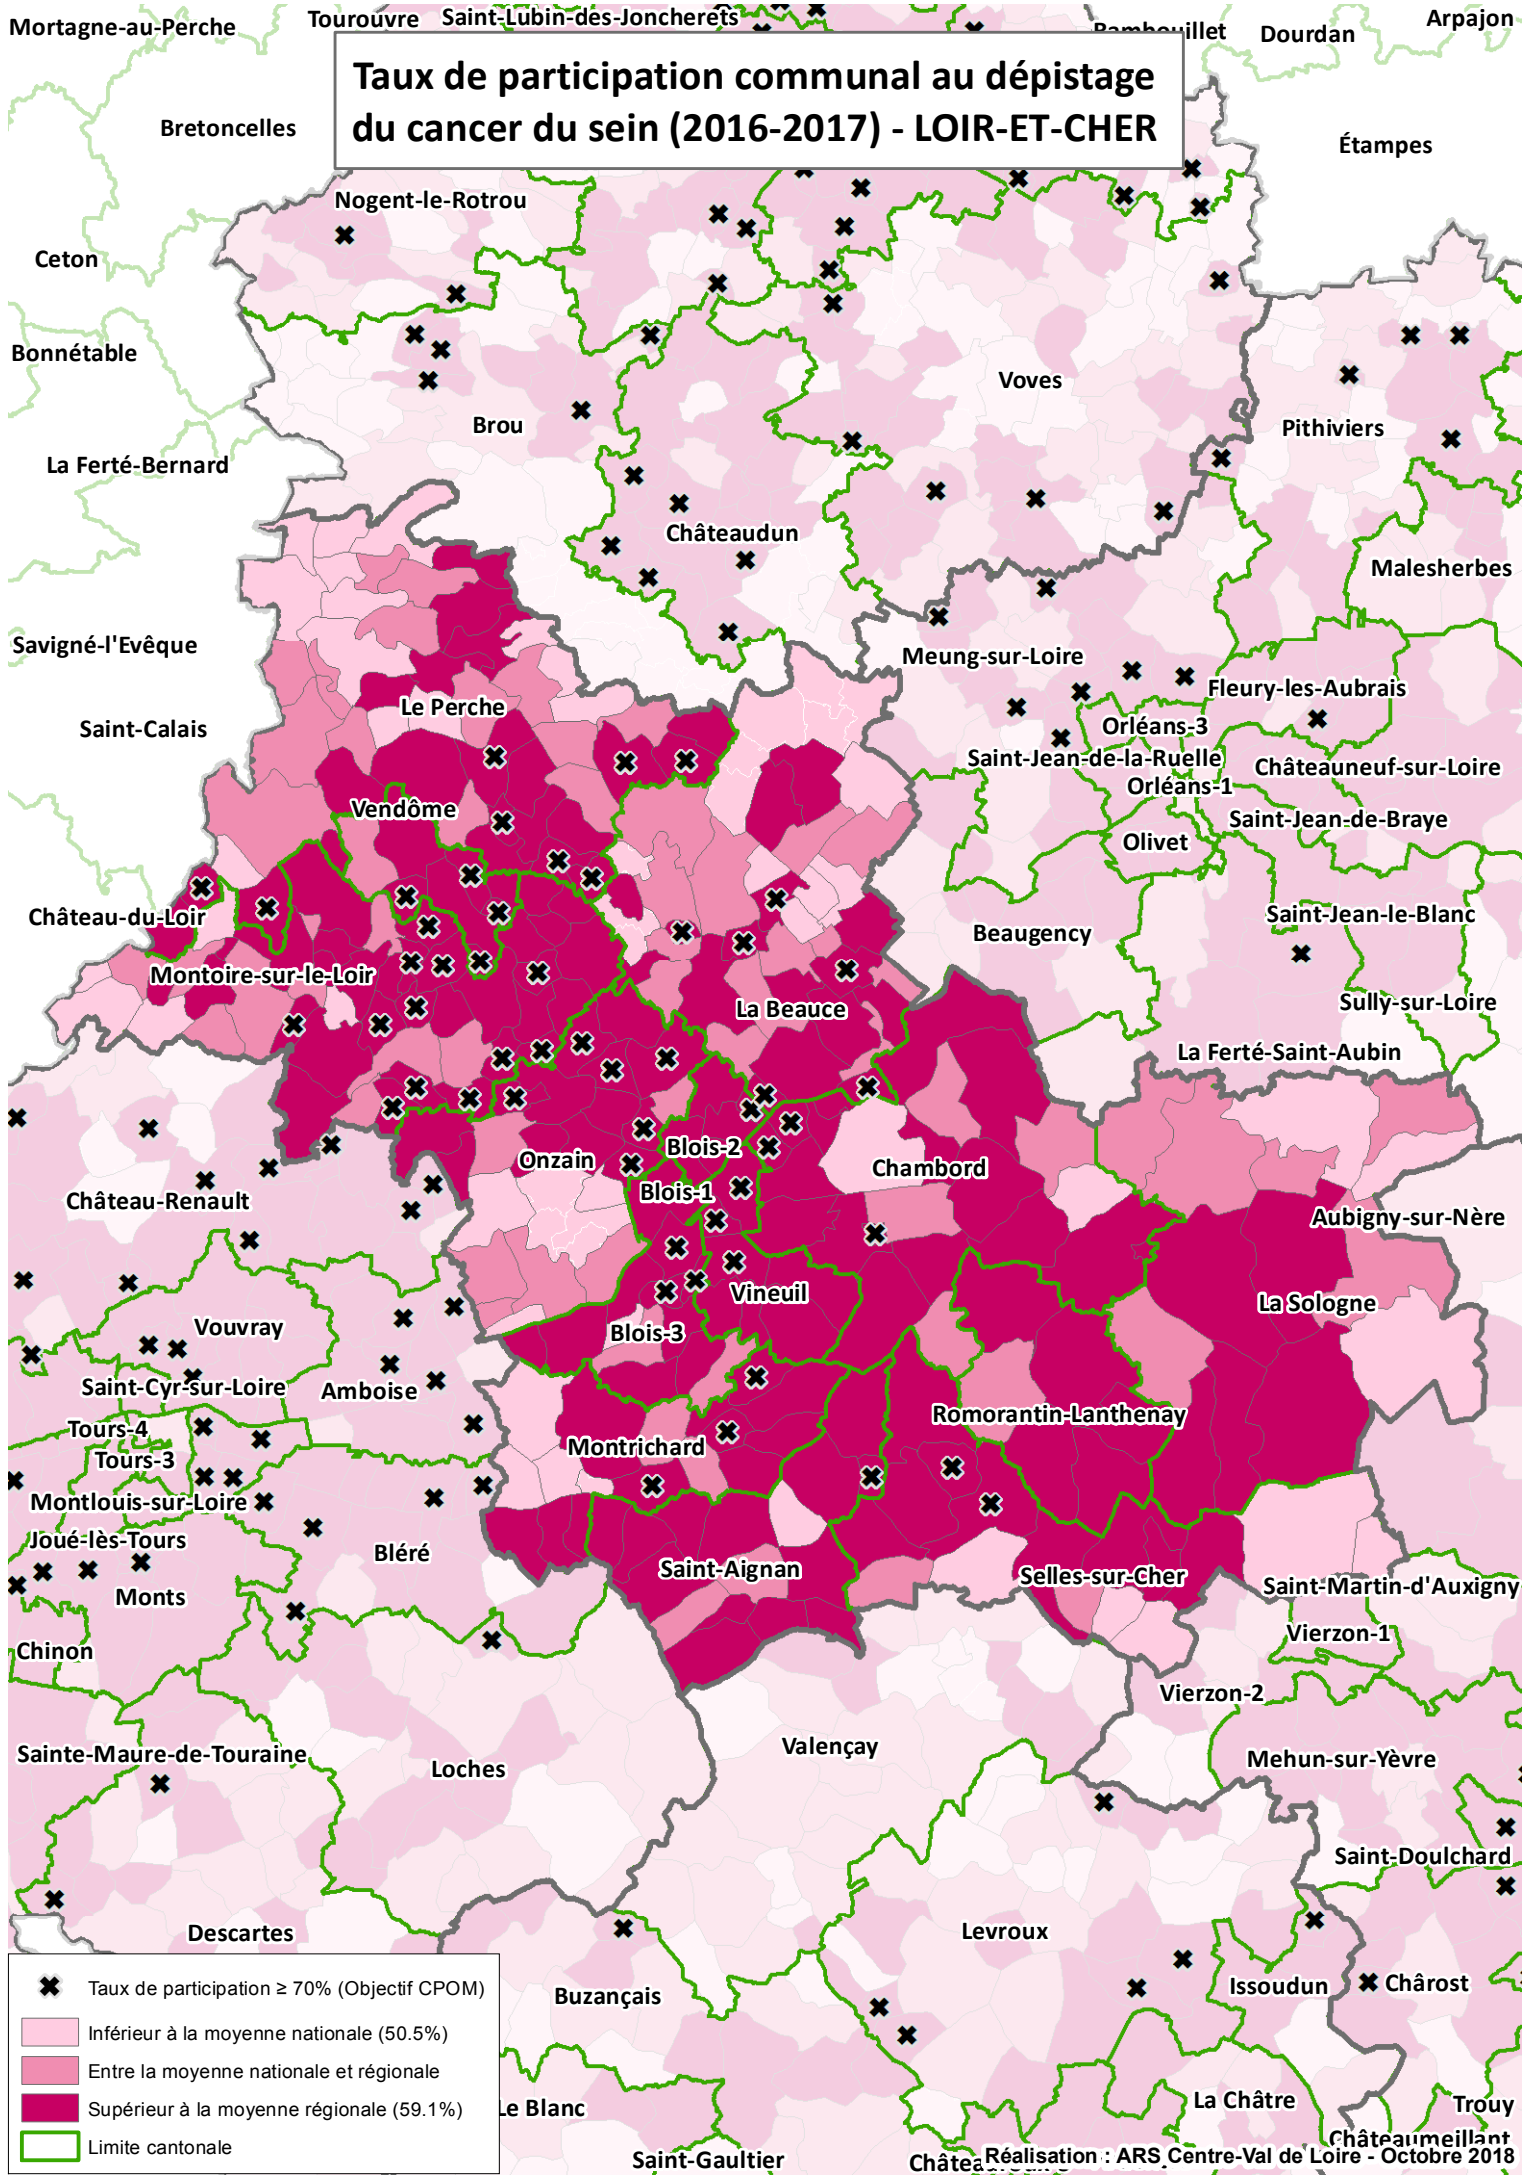 Mortagne-au-Perche
Tourouvre
Saint-Lubin-des-Joncherets
Rambouillet
Dourdan
Arpajon
Taux de participation communal au dépistage
du cancer du sein (2016-2017) - LOIR-ET-CHER
Bretoncelles
Étampes
Nogent-le-Rotrou
Ceton
Bonnétable
Voves
Brou
Pithiviers
La Ferté-Bernard
Châteaudun
Malesherbes
Savigné-l'Evêque
Meung-sur-Loire
Fleury-les-Aubrais
Le Perche
Saint-Calais
Orléans-3
Saint-Jean-de-la-Ruelle
Châteauneuf-sur-Loire
Orléans-1
Vendôme
Saint-Jean-de-Braye
Olivet
Château-du-Loir
Saint-Jean-le-Blanc
Beaugency
Montoire-sur-le-Loir
Sully-sur-Loire
La Beauce
La Ferté-Saint-Aubin
Blois-2
Onzain
Chambord
Blois-1
Château-Renault
Aubigny-sur-Nère
Vineuil
La Sologne
Vouvray
Blois-3
Saint-Cyr-sur-Loire
Amboise
Romorantin-Lanthenay
Tours-4
Montrichard
Tours-3
Montlouis-sur-Loire
Joué-lès-Tours
Bléré
Saint-Aignan
Selles-sur-Cher
Saint-Martin-d'Auxigny
Monts
Vierzon-1
Chinon
Vierzon-2
Valençay
Sainte-Maure-de-Touraine
Mehun-sur-Yèvre
Loches
Saint-Doulchard
Descartes
Levroux
Buzançais
Issoudun
Chârost
Taux de participation ≥ 70% (Objectif CPOM)
Inférieur à la moyenne nationale (50.5%)
Entre la moyenne nationale et régionale
Supérieur à la moyenne régionale (59.1%)
Limite cantonale
Le Blanc
La Châtre
Trouy
Châteaumeillant
Saint-Gaultier
Réalisation : ARS Centre-Val de Loire - Octobre 2018